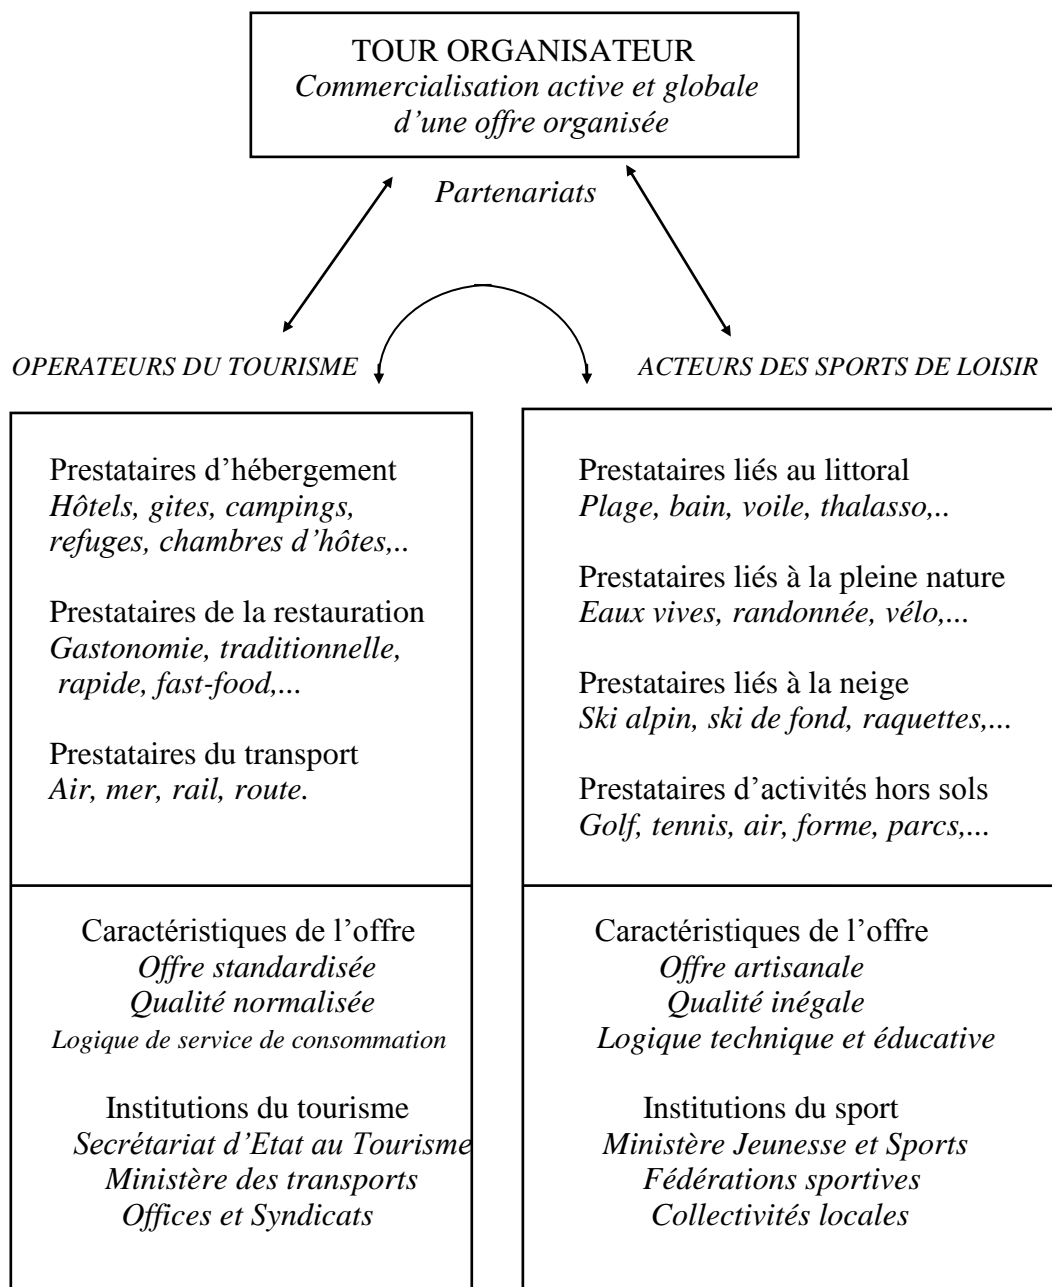 TOUR ORGANISATEUR
Commercialisation active et globale
d’une offre organisée
Partenariats
OPERATEURS DU TOURISME
ACTEURS DES SPORTS DE LOISIR
Prestataires d’hébergement
Hôtels, gites, campings,
refuges, chambres d’hôtes,..
Prestataires de la restauration
Gastonomie, traditionnelle,
rapide, fast-food,...
Prestataires du transport
Air, mer, rail, route.
Prestataires liés au littoral
Plage, bain, voile, thalasso,..
Prestataires liés à la pleine nature
Eaux vives, randonnée, vélo,...
Prestataires liés à la neige
Ski alpin, ski de fond, raquettes,...
Prestataires d’activités hors sols
Golf, tennis, air, forme, parcs,...
Caractéristiques de l’offre
Offre standardisée
Qualité normalisée
Logique de service de consommation
Institutions du tourisme
Secrétariat d’Etat au Tourisme
Ministère des transports
Offices et Syndicats
Caractéristiques de l’offre
Offre artisanale
Qualité inégale
Logique technique et éducative
Institutions du sport
Ministère Jeunesse et Sports
Fédérations sportives
Collectivités locales